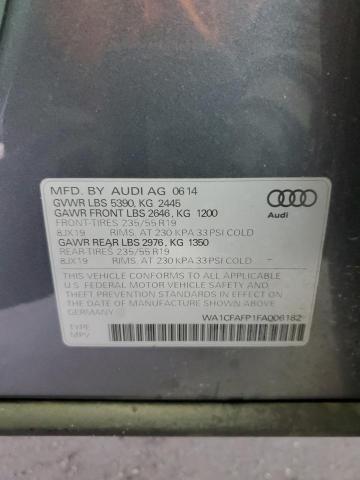 MFD. BY AUDI AG 06 14
GVWR LBS 5390, KG 2445
GAWR FRONT LBS 2646, KG 1200
FRONT-TIRES 235/55 R19
8JX19 RIMS. AT 230 KPA 33 PSI COLD
GAWR REAR LBS 2976, KG 1350
REAR-TIRES 235/55 R19
8JX19 RIMS. AT 230 KPA 33 PSI COLD
Audi
THIS VEHICLE CONFORMS TO ALL APPLICABLE
U.S. FEDERAL MOTOR VEHICLE SAFETY AND
THEFT PREVENTION STANDARDS IN EFFECT ON
THE DATE OF MANUFACTURE SHOWN ABOVE.
GERMANY
WA1CFAFP1FA006182
TYPE
MPV